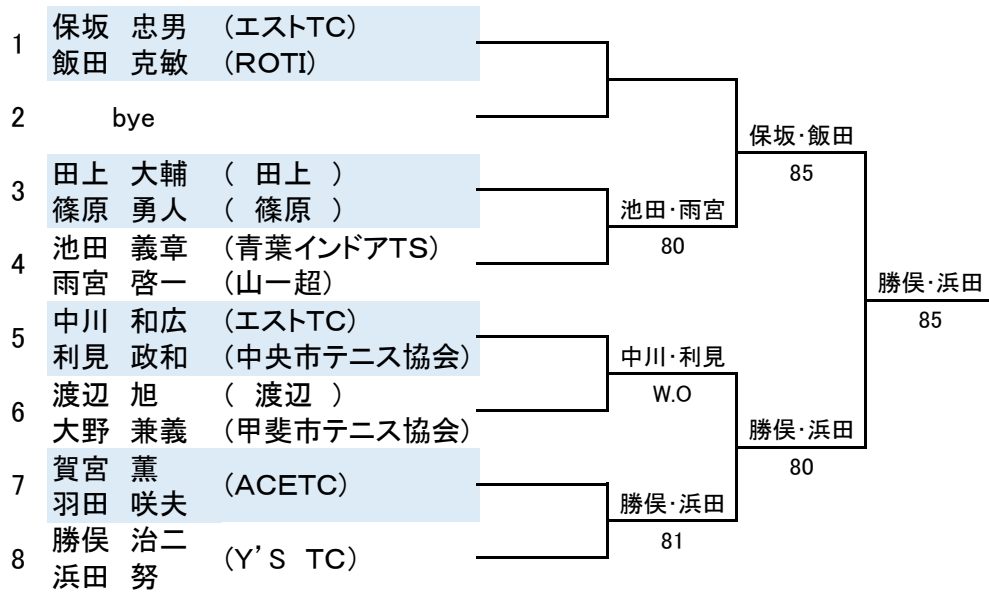 1
保坂 忠男 (エストTC)
飯田 克敏 (ROTI)
2 bye
3
田上 大輔 ( 田上 )
篠原 勇人 ( 篠原 )
4
池田 義章 (青葉インドアTS)
雨宮 啓一 (山一超)
5
中川 和広 (エストTC)
利見 政和 (中央市テニス協会)
6
渡辺 旭 ( 渡辺 )
大野 兼義 (甲斐市テニス協会)
7
賀宮 薫
羽田 咲夫
(ACETC)
8
勝俣 治二
浜田 努
(Y'S TC)
池田・雨宮
80
中川・利見
W.O
勝俣・浜田
81
保坂・飯田
85
勝俣・浜田
80
勝俣・浜田
85